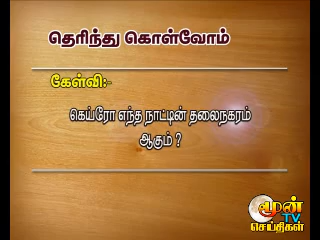 தெரிந்து கொள்வோம்
கேள்வி:-
கெய்ரோ எந்த நாட்டின் தலைநகரம்
ஆகும் ?
மூன்
TV
செய்திகள்